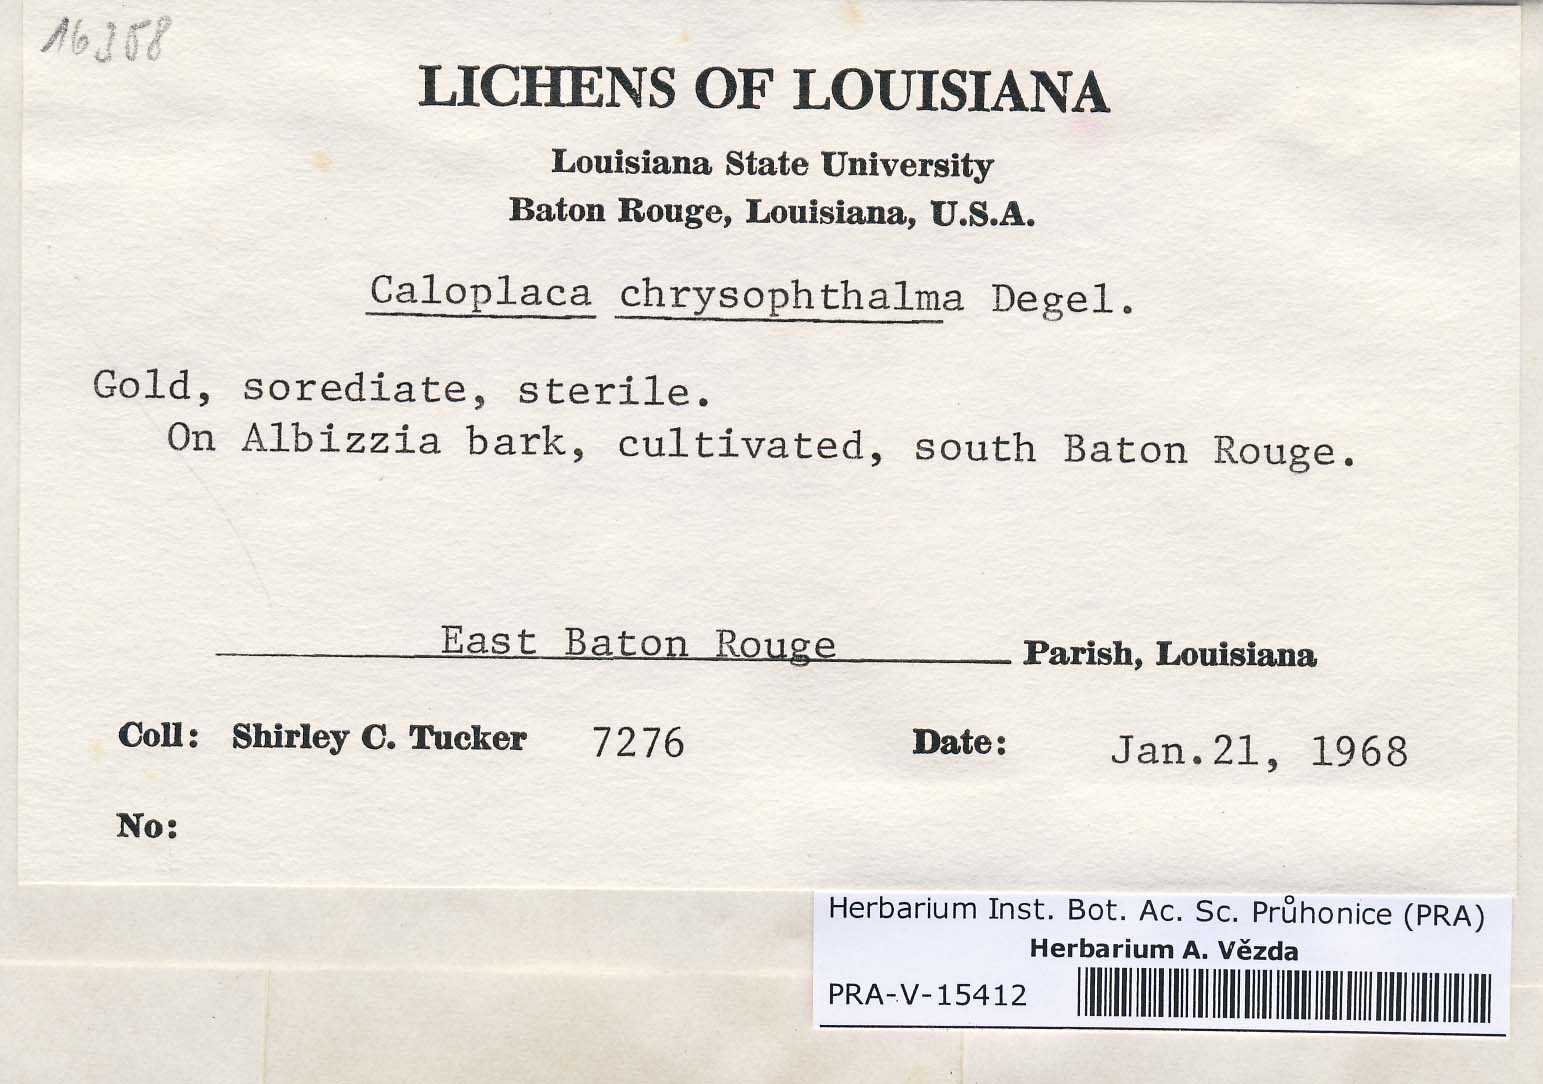 16358
LICHENS OF LOUISIANA
Louisiana State University
Baton Rouge, Louisiana, U.S.A.
Caloplaca chrysophthalma Degel.
Gold, sorediate, sterile.
On Albizzia bark, cultivated, south Baton Rouge.
East Baton Rouge Parish, Louisiana
Coll: Shirley C. Tucker 7276 Date: Jan.21, 1968
No:
Herbarium Inst. Bot. Ac. Sc. Průhonice (PRA)
Herbarium A. Vězda
PRA-V-15412